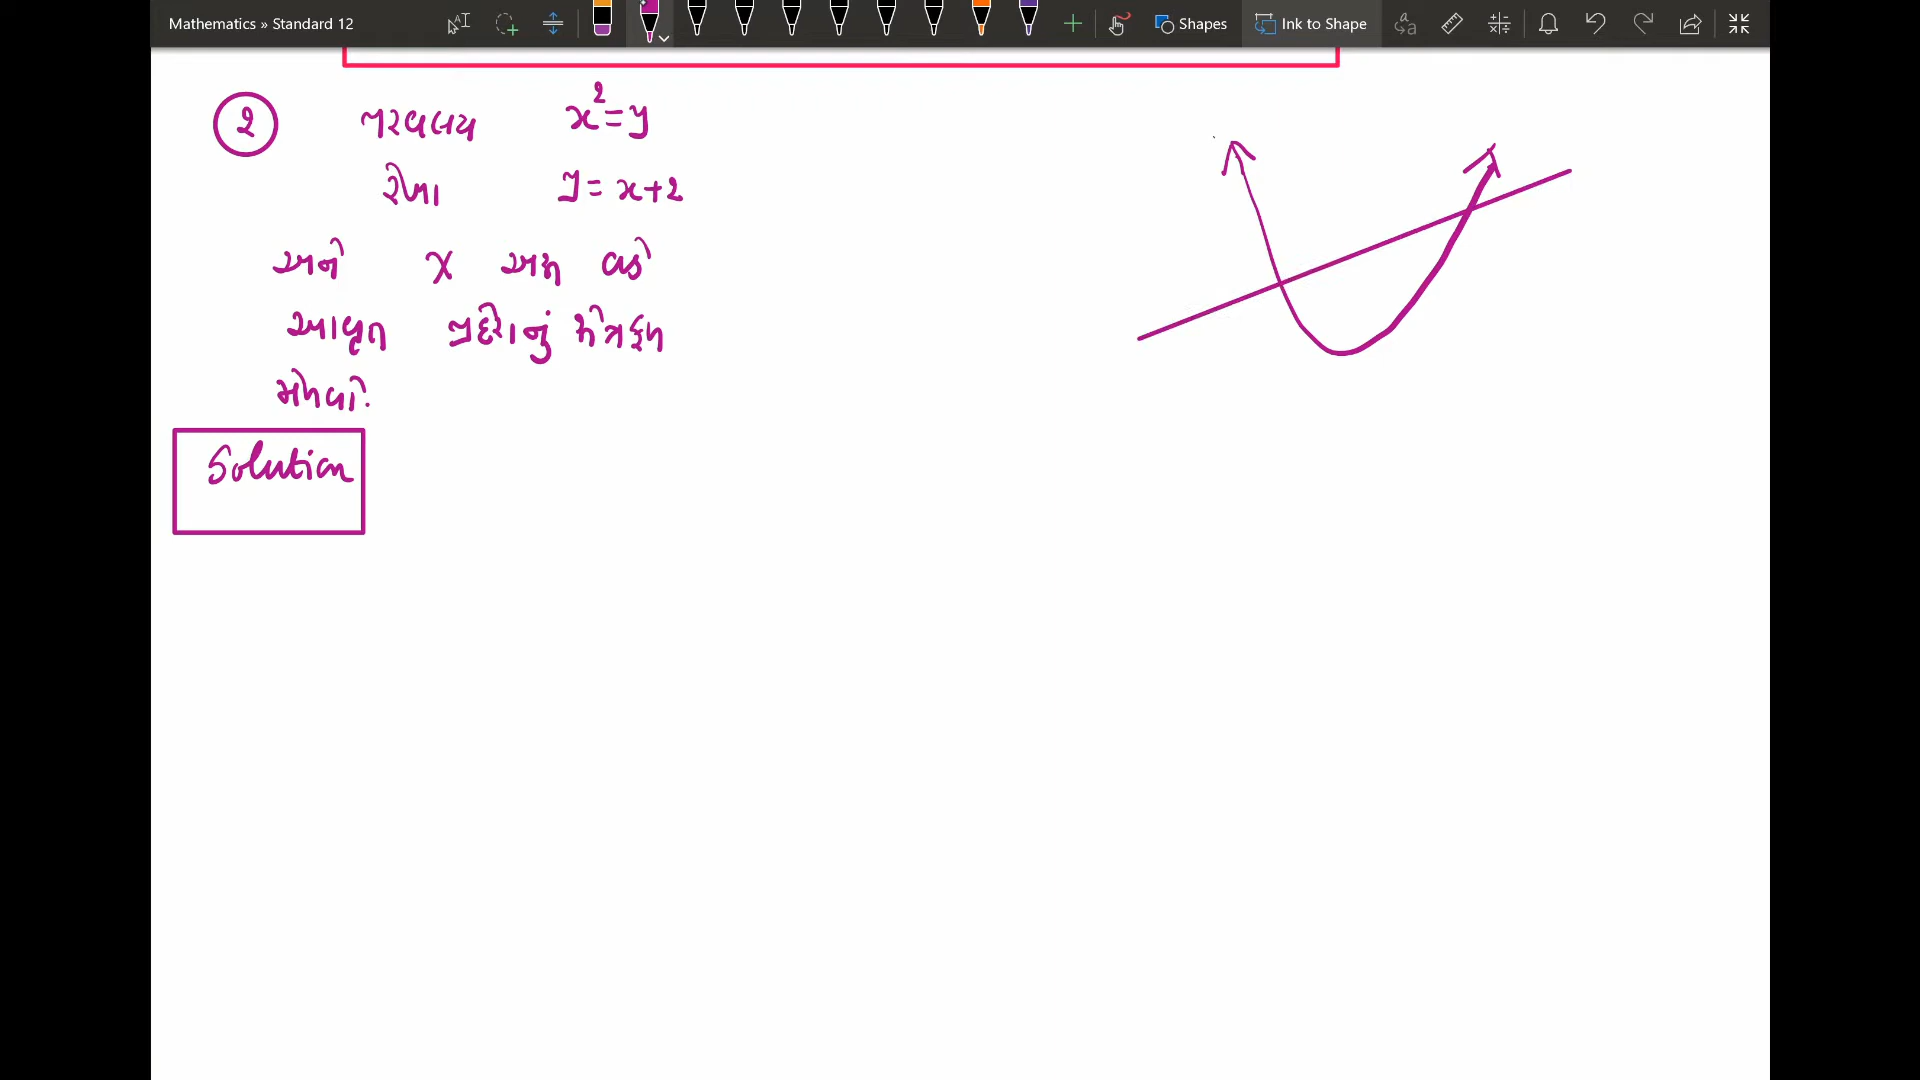 Mathematics » Standard 12
Shapes
Ink to Shape
૨ પરવલય x²=y
રેખા y=x+2
અને X અક્ષ વડે
આવૃત્ત પ્રદેશનું ક્ષેત્રફળ
મેળવો.
Solution